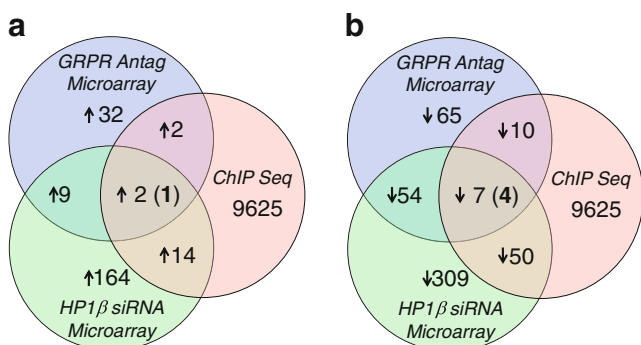 a
GRPR Antag
Microarray
↑32
↑2
ChIP Seq
9625
↑9
↑ 2 (1)
↑14
↑164
HP1β siRNA
Microarray
b
GRPR Antag
Microarray
↓65
↓10
ChIP Seq
9625
↓54
↓ 7 (4)
↓50
↓309
HP1β siRNA
Microarray